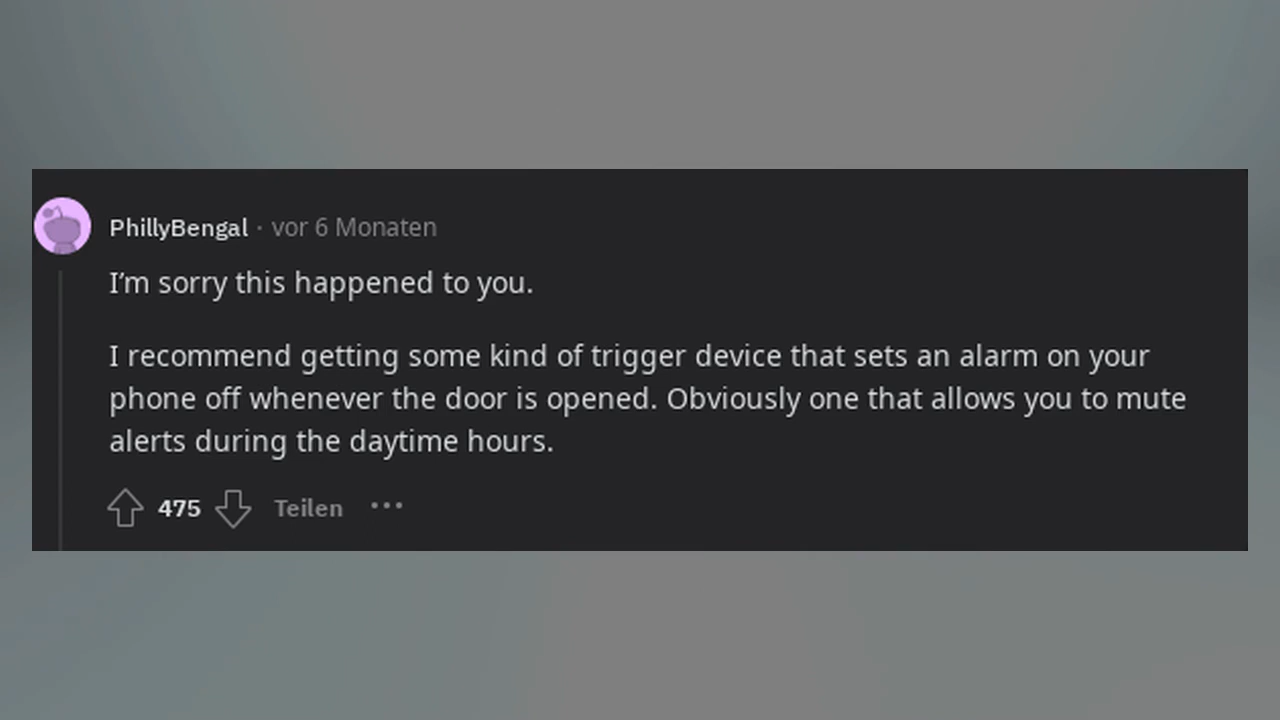 PhillyBengal · vor 6 Monaten
I’m sorry this happened to you.
I recommend getting some kind of trigger device that sets an alarm on your
phone off whenever the door is opened. Obviously one that allows you to mute
alerts during the daytime hours.
475 Teilen ···